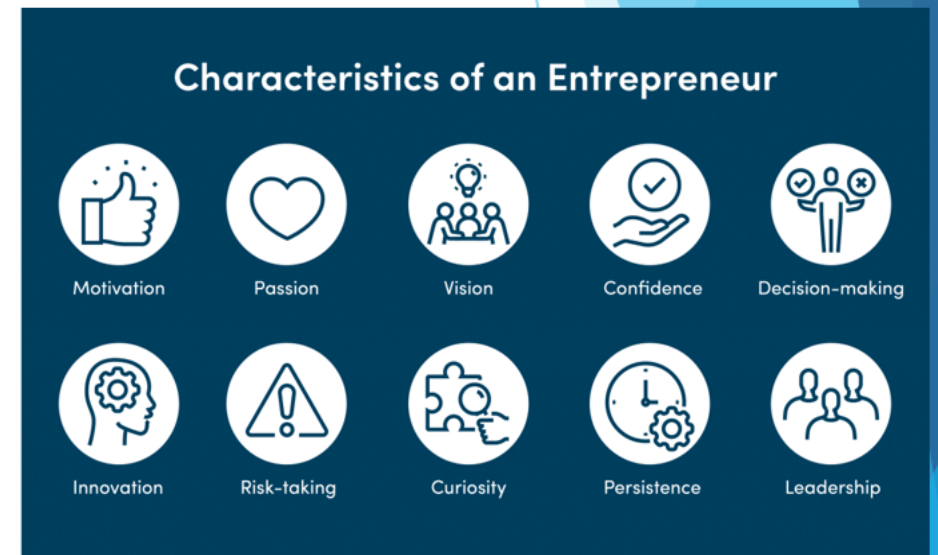 Characteristics of an Entrepreneur
Motivation
Passion
Vision
Confidence
Decision-making
Innovation
Risk-taking
Curiosity
Persistence
Leadership